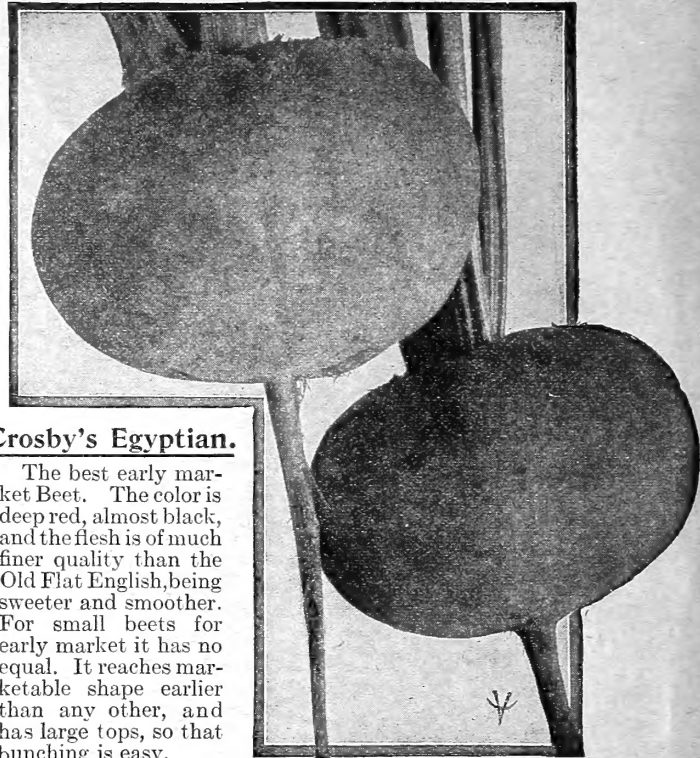 Crosby's Egyptian.
The best early mar-
ket Beet. The color is
deep red, almost black,
and the flesh is of much
finer quality than the
Old Flat English,being
sweeter and smoother.
For small beets for
early market it has no
equal. It reaches mar-
ketable shape earlier
than any other, and
has large tops, so that
bunching is easy.